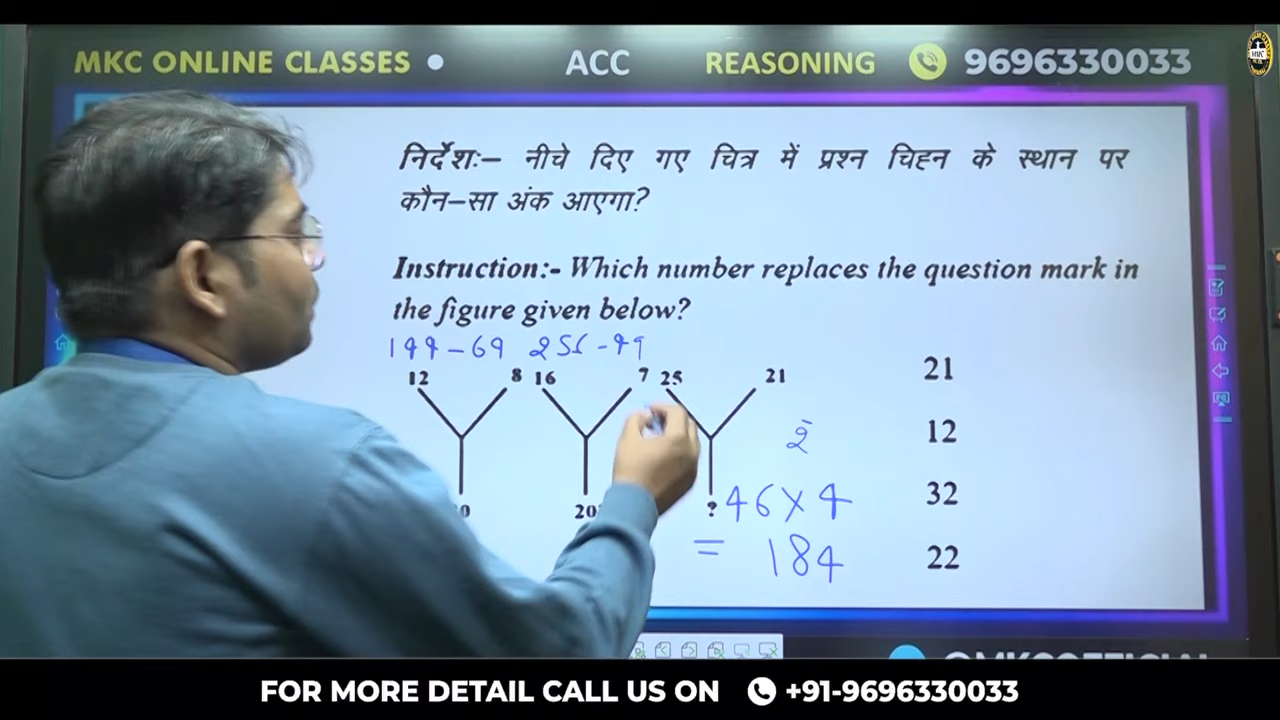 MKC ONLINE CLASSES • ACC REASONING 9696330033
निर्देशः– नीचे दिए गए चित्र में प्रश्न चिह्न के स्थान पर
कौन–सा अंक आएगा?
Instruction:- Which number replaces the question mark in
the figure given below?
144 – 64 256 - 49
12 8 16 7 25 21
21
2
12
? 46 × 4
32
= 184
22
FOR MORE DETAIL CALL US ON +91-9696330033